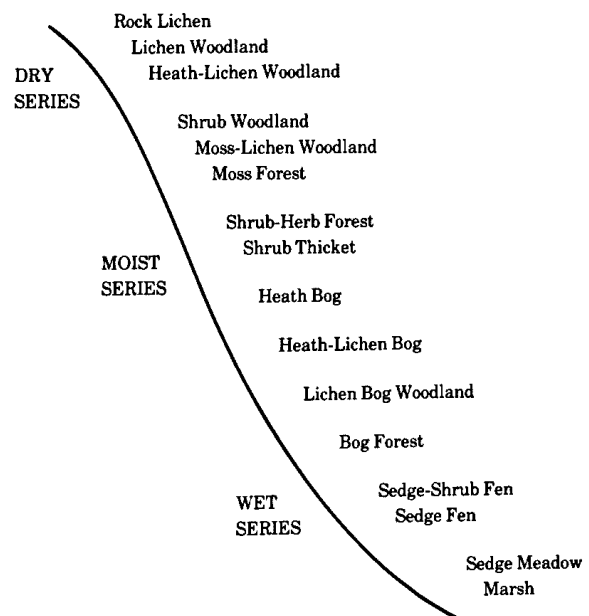 Rock Lichen
Lichen Woodland
Heath-Lichen Woodland
DRY
SERIES
Shrub Woodland
Moss-Lichen Woodland
Moss Forest
Shrub-Herb Forest
Shrub Thicket
MOIST
SERIES
Heath Bog
Heath-Lichen Bog
Lichen Bog Woodland
Bog Forest
Sedge-Shrub Fen
Sedge Fen
WET
SERIES
Sedge Meadow
Marsh